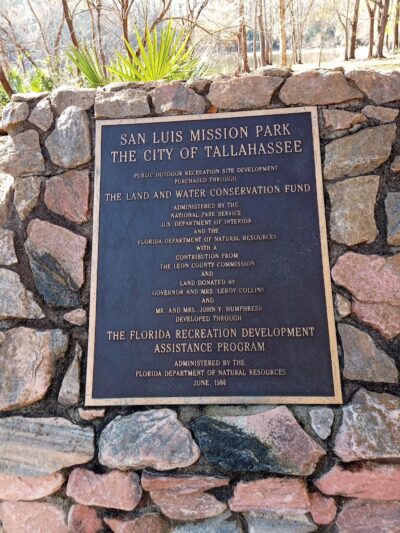 SAN LUIS MISSION PARK
THE CITY OF TALLAHASSEE
PUBLIC OUTDOOR RECREATION SITE DEVELOPMENT
PURCHASED THROUGH
THE LAND AND WATER CONSERVATION FUND
ADMINISTERED BY THE
NATIONAL PARK SERVICE
U.S. DEPARTMENT OF INTERIOR
AND THE
FLORIDA DEPARTMENT OF NATURAL RESOURCES
WITH A
CONTRIBUTION FROM
THE LEON COUNTY COMMISSION
AND
LAND DONATED BY
GOVERNOR AND MRS. LEROY COLLINS
AND
MR. AND MRS. JOHN Y. HUMPHRESS
DEVELOPED THROUGH
THE FLORIDA RECREATION DEVELOPMENT
ASSISTANCE PROGRAM
ADMINISTERED BY THE
FLORIDA DEPARTMENT OF NATURAL RESOURCES
JUNE, 1986